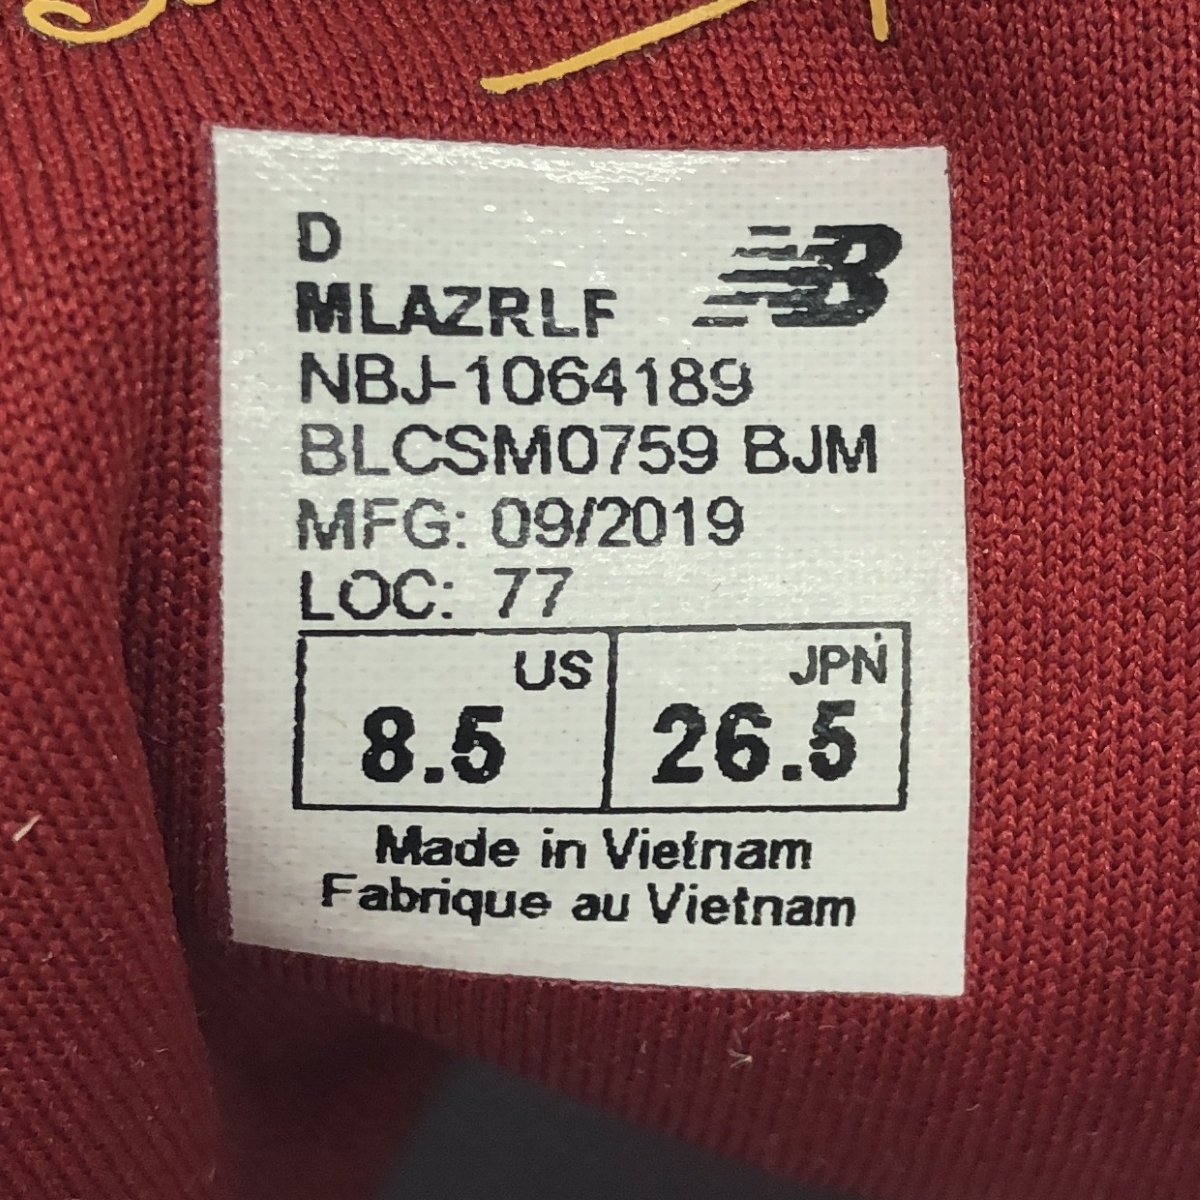 D
MLAZRLF
NBJ-1064189
BLCSM0759 BJM
MFG: 09/2019
LOC: 77
US
8.5
JPN
26.5
Made in Vietnam
Fabrique au Vietnam